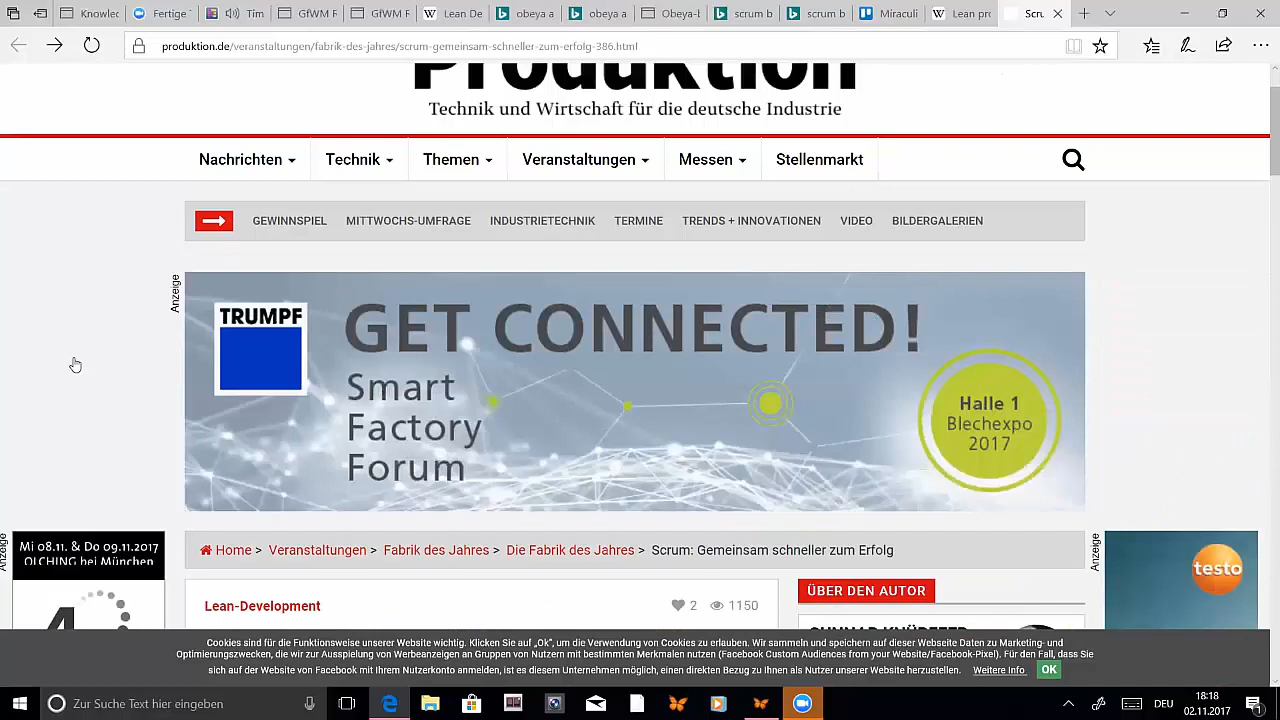 Knowlec
Fertige
Tim
GfWM F
GfWM F
Lean De
obeya a
obeya a
Obeya-b
scrum b
scrum b
Miraculi
Lean pro
Scr
produktion.de/veranstaltungen/fabrik-des-jahres/scrum-gemeinsam-schneller-zum-erfolg-386.html
Produktion
Technik und Wirtschaft für die deutsche Industrie
Nachrichten
Technik
Themen
Veranstaltungen
Messen
Stellenmarkt
GEWINNSPIEL
MITTWOCHS-UMFRAGE
INDUSTRIETECHNIK
TERMINE
TRENDS + INNOVATIONEN
VIDEO
BILDERGALERIEN
Anzeige
TRUMPF
GET CONNECTED!
Smart
Factory
Forum
Halle 1
Blechexpo
2017
Anzeige
Mi 08.11. & Do 09.11.2017
OLCHING bei München
Home > Veranstaltungen > Fabrik des Jahres > Die Fabrik des Jahres > Scrum: Gemeinsam schneller zum Erfolg
Anzeige
testo
Lean-Development
2
1150
ÜBER DEN AUTOR
Cookies sind für die Funktionsweise unserer Website wichtig. Klicken Sie auf „Ok", um die Verwendung von Cookies zu erlauben. Wir sammeln und speichern auf dieser Webseite Daten zu Marketing- und
Optimierungszwecken, die wir zur Ausspielung von Werbeanzeigen an Gruppen von Nutzern mit bestimmten Merkmalen nutzen (Facebook Custom Audiences from your Website/Facebook-Pixel). Für den Fall, dass Sie
sich auf der Website von Facebook mit Ihrem Nutzerkonto anmelden, ist es diesem Unternehmen möglich, einen direkten Bezug zu Ihnen als Nutzer unserer Website herzustellen. Weitere Info. OK
Zur Suche Text hier eingeben
DEU
18:18
02.11.2017
1